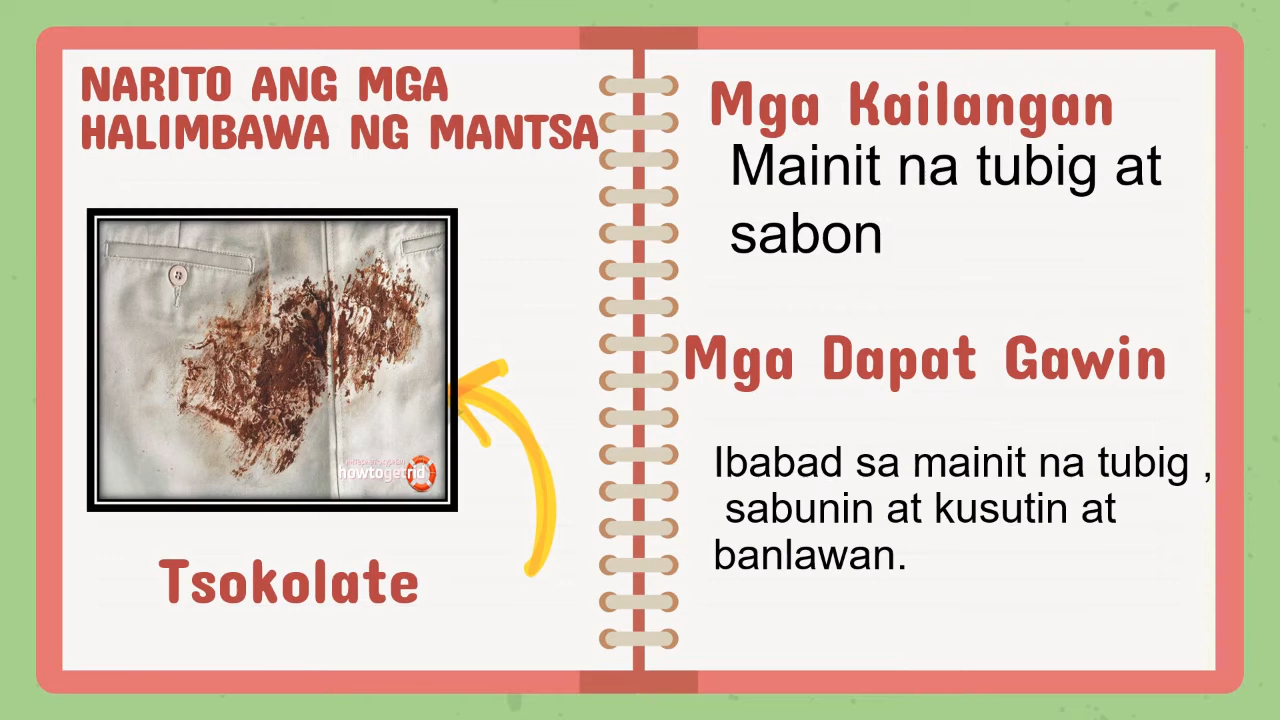 NARITO ANG MGA
HALIMBAWA NG MANTSA
howtogetrid
Tsokolate
Mga Kailangan
Mainit na tubig at
sabon
Mga Dapat Gawin
Ibabad sa mainit na tubig ,
sabunin at kusutin at
banlawan.